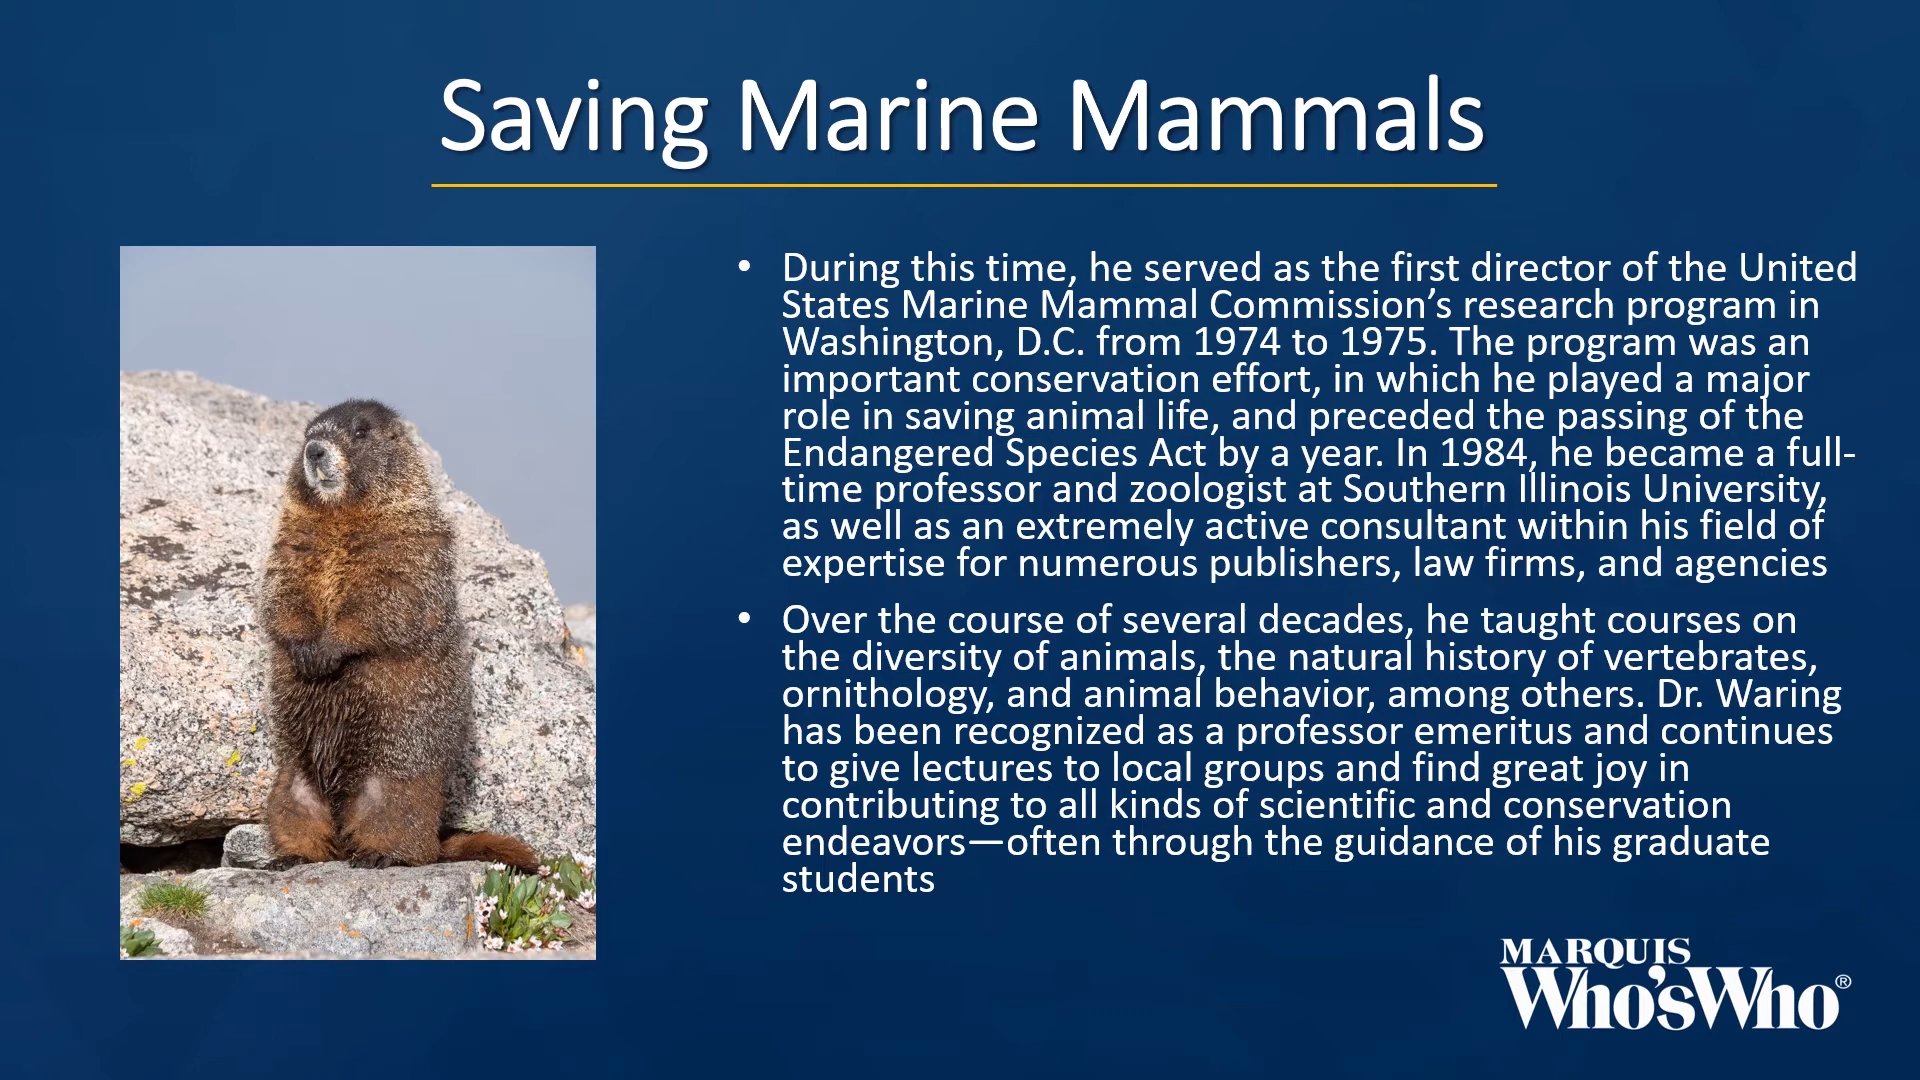 Saving Marine Mammals
• During this time, he served as the first director of the United
States Marine Mammal Commission’s research program in
Washington, D.C. from 1974 to 1975. The program was an
important conservation effort, in which he played a major
role in saving animal life, and preceded the passing of the
Endangered Species Act by a year. In 1984, he became a full-
time professor and zoologist at Southern Illinois University,
as well as an extremely active consultant within his field of
expertise for numerous publishers, law firms, and agencies
• Over the course of several decades, he taught courses on
the diversity of animals, the natural history of vertebrates,
ornithology, and animal behavior, among others. Dr. Waring
has been recognized as a professor emeritus and continues
to give lectures to local groups and find great joy in
contributing to all kinds of scientific and conservation
endeavors—often through the guidance of his graduate
students
MARQUIS
Who'sWho®